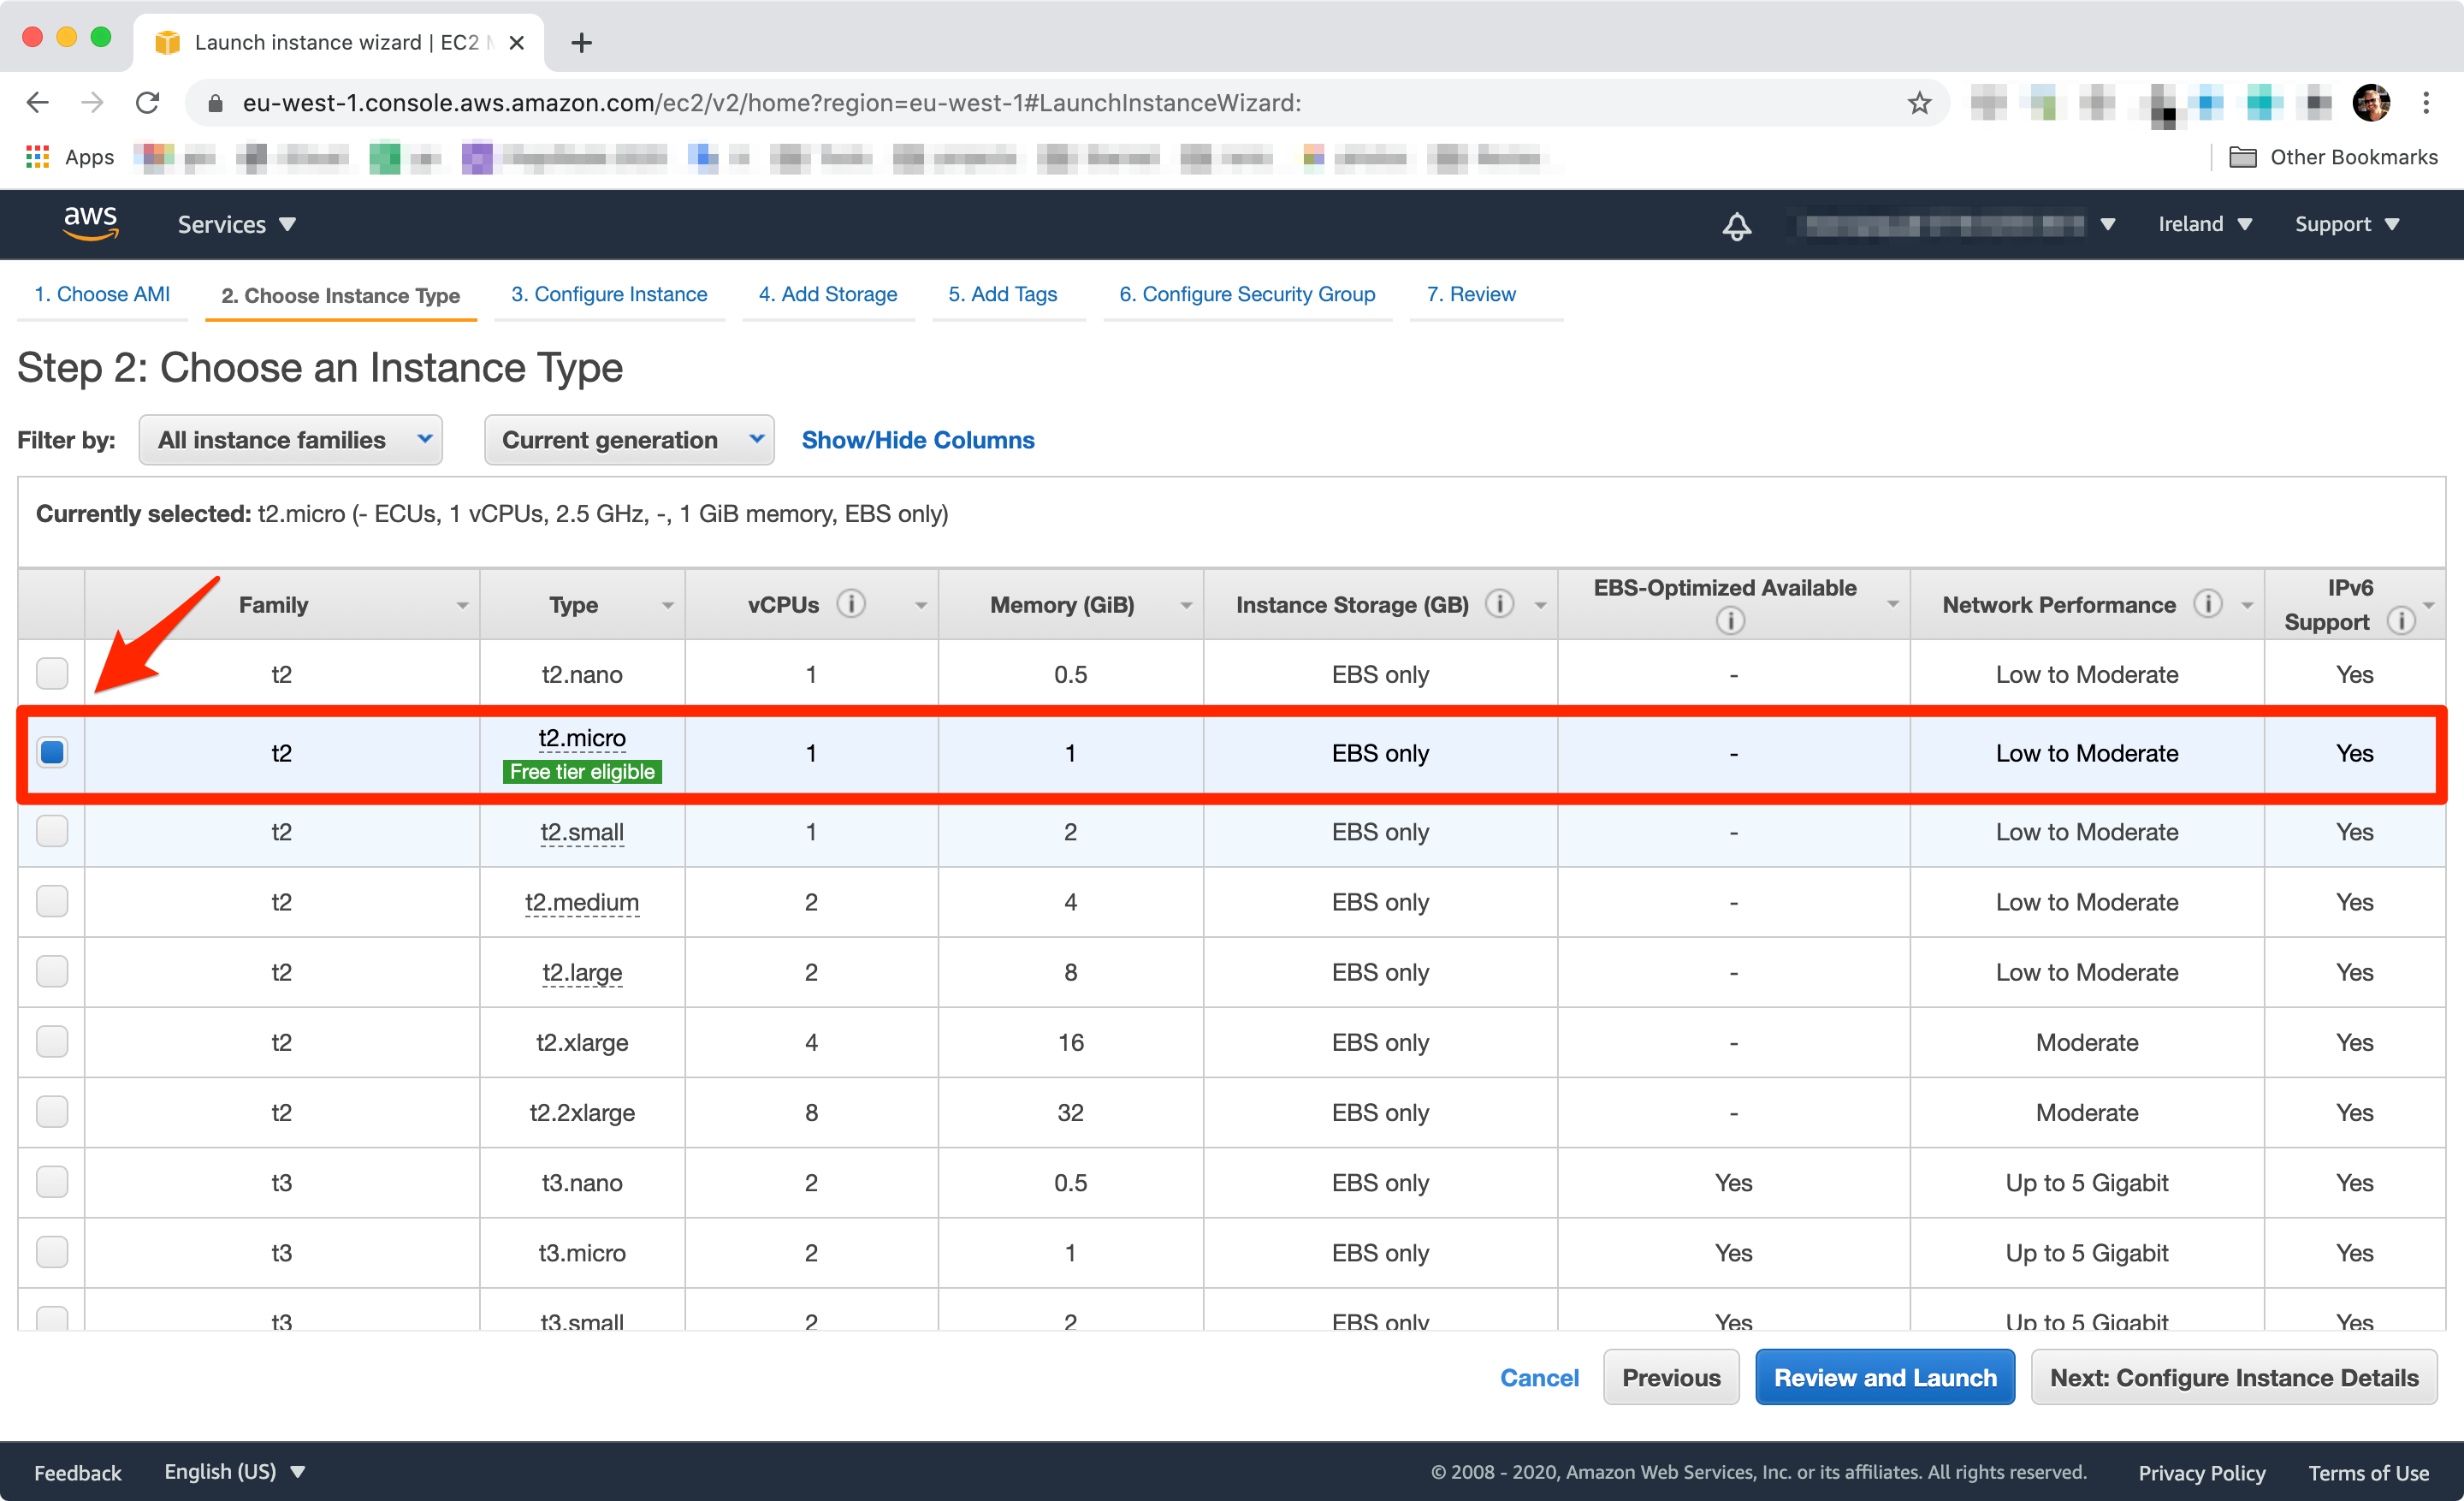 Launch instance wizard | EC2
eu-west-1.console.aws.amazon.com/ec2/v2/home?region=eu-west-1#LaunchInstanceWizard:
Apps
Other Bookmarks
aws Services Ireland Support
1. Choose AMI 2. Choose Instance Type 3. Configure Instance 4. Add Storage 5. Add Tags 6. Configure Security Group 7. Review
Step 2: Choose an Instance Type
Filter by: All instance families Current generation Show/Hide Columns
Currently selected: t2.micro (- ECUs, 1 vCPUs, 2.5 GHz, -, 1 GiB memory, EBS only)
Family Type vCPUs i Memory (GiB) Instance Storage (GB) i EBS-Optimized Available i Network Performance i IPv6 Support i
t2 t2.nano 1 0.5 EBS only - Low to Moderate Yes
t2 t2.micro Free tier eligible 1 1 EBS only - Low to Moderate Yes
t2 t2.small 1 2 EBS only - Low to Moderate Yes
t2 t2.medium 2 4 EBS only - Low to Moderate Yes
t2 t2.large 2 8 EBS only - Low to Moderate Yes
t2 t2.xlarge 4 16 EBS only - Moderate Yes
t2 t2.2xlarge 8 32 EBS only - Moderate Yes
t3 t3.nano 2 0.5 EBS only Yes Up to 5 Gigabit Yes
t3 t3.micro 2 1 EBS only Yes Up to 5 Gigabit Yes
t3 t3.small 2 2 EBS only Yes Up to 5 Gigabit Yes
Cancel Previous Review and Launch Next: Configure Instance Details
Feedback English (US) © 2008 - 2020, Amazon Web Services, Inc. or its affiliates. All rights reserved. Privacy Policy Terms of Use